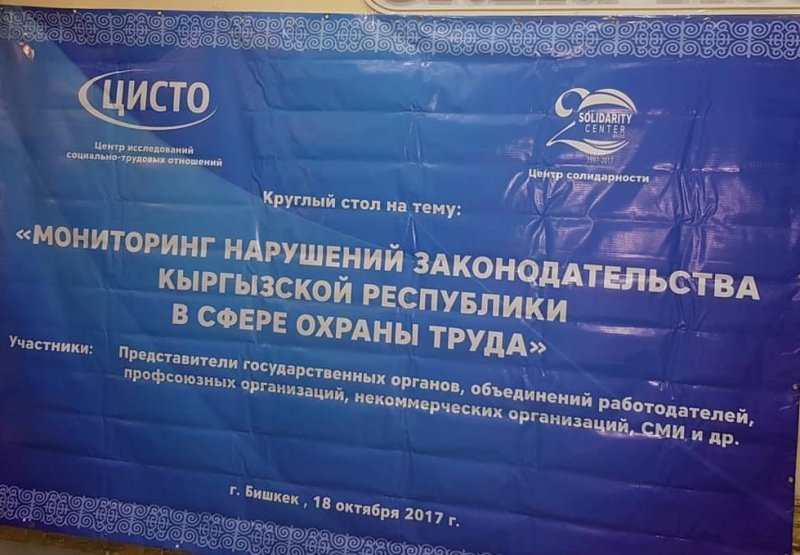 ЦИСТО
Центр исследований
социально-трудовых отношений
20
SOLIDARITY
CENTER
1997-2017
Центр солидарности
Круглый стол на тему:
«МОНИТОРИНГ НАРУШЕНИЙ ЗАКОНОДАТЕЛЬСТВА
КЫРГЫЗСКОЙ РЕСПУБЛИКИ
В СФЕРЕ ОХРАНЫ ТРУДА»
Участники: Представители государственных органов, объединений работодателей,
профсоюзных организаций, некоммерческих организаций, СМИ и др.
г. Бишкек , 18 октября 2017 г.